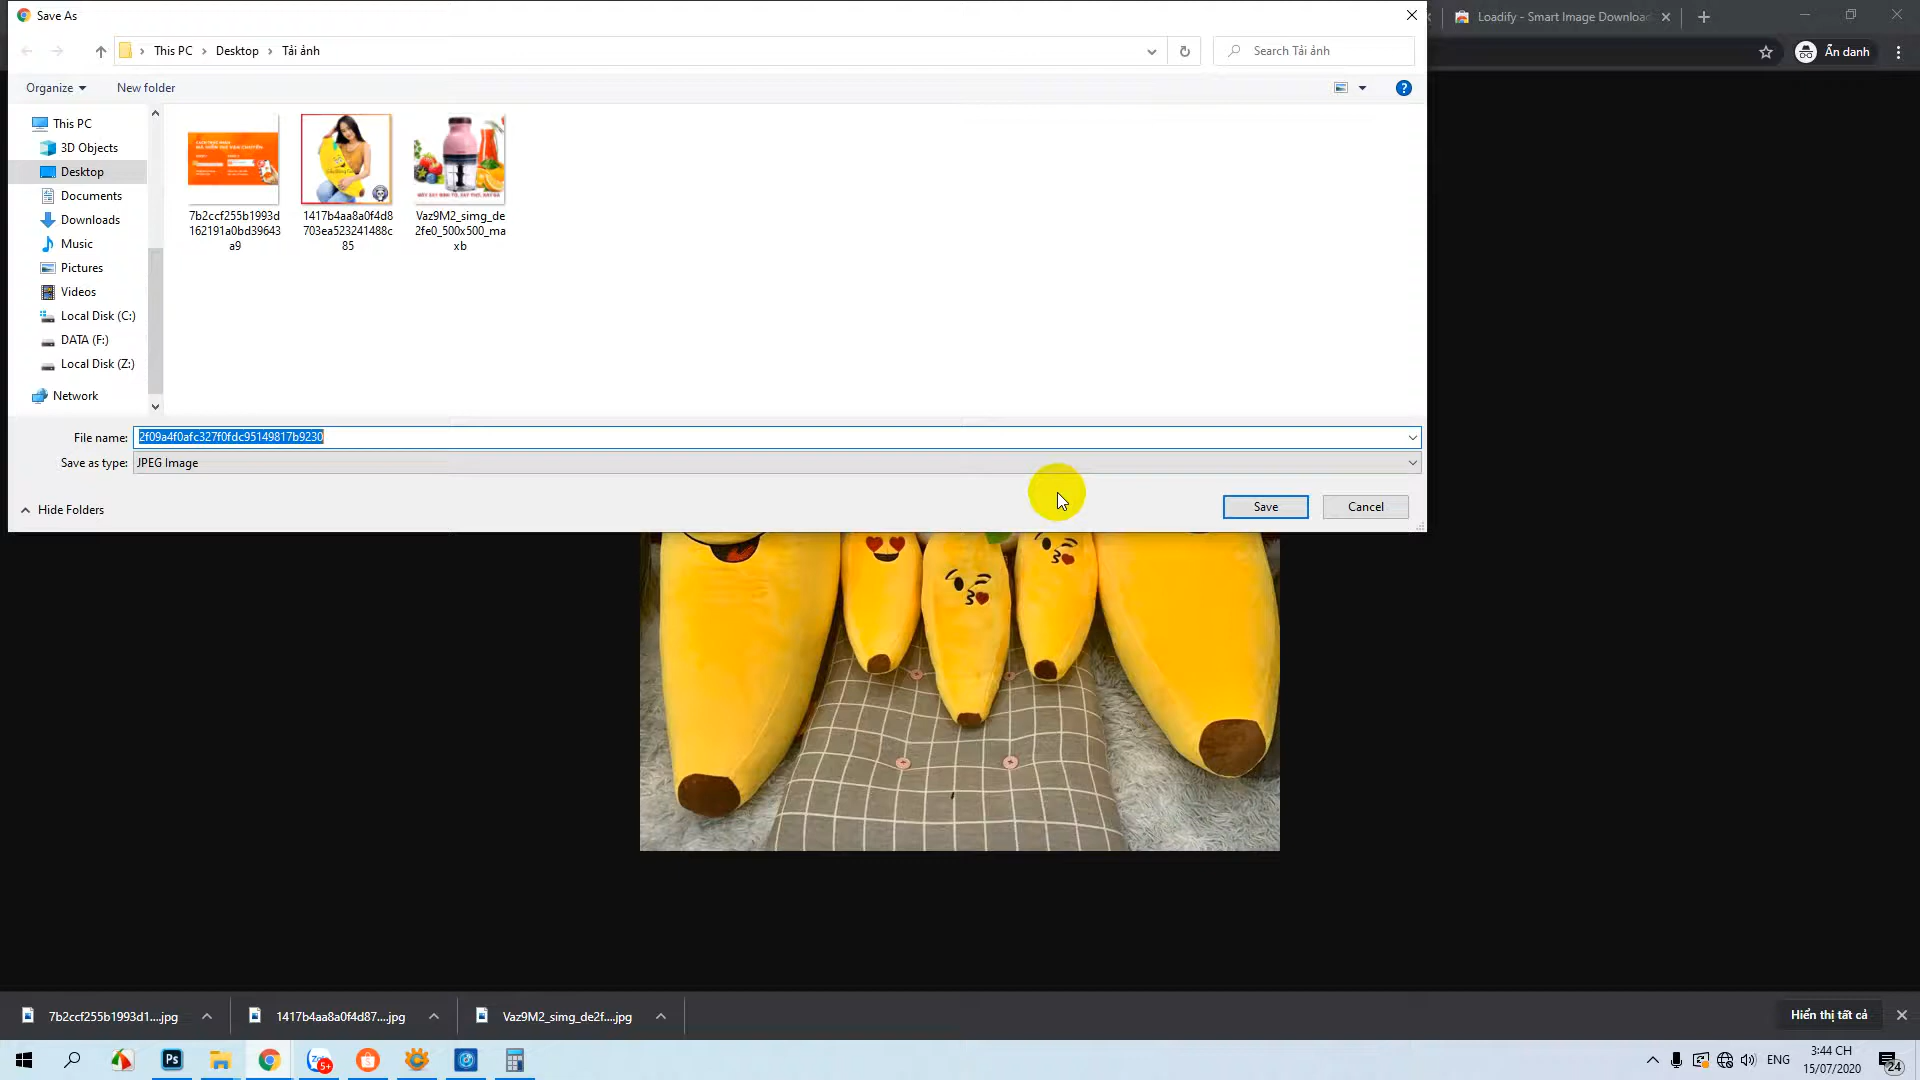 Save As
Loadify - Smart Image Downloa
This PC
Desktop
Tải ảnh
Search Tải ảnh
Ẩn danh
Organize
New folder
This PC
3D Objects
Desktop
Documents
Downloads
Music
Pictures
Videos
Local Disk (C:)
DATA (F:)
Local Disk (Z:)
Network
7b2ccf255b1993d
162191a0bd39643
a9
1417b4aa8a0f4d8
703ea523241488c
85
Vaz9M2_simg_de
2fe0_500x500_ma
xb
File name:
2f09a4f0afc327f0fdc95149817b9230
Save as type:
JPEG Image
Hide Folders
Save
Cancel
7b2ccf255b1993d1....jpg
1417b4aa8a0f4d87....jpg
Vaz9M2_simg_de2f....jpg
Hiển thị tất cả
Ps
5+
ENG
3:44 CH
15/07/2020
24